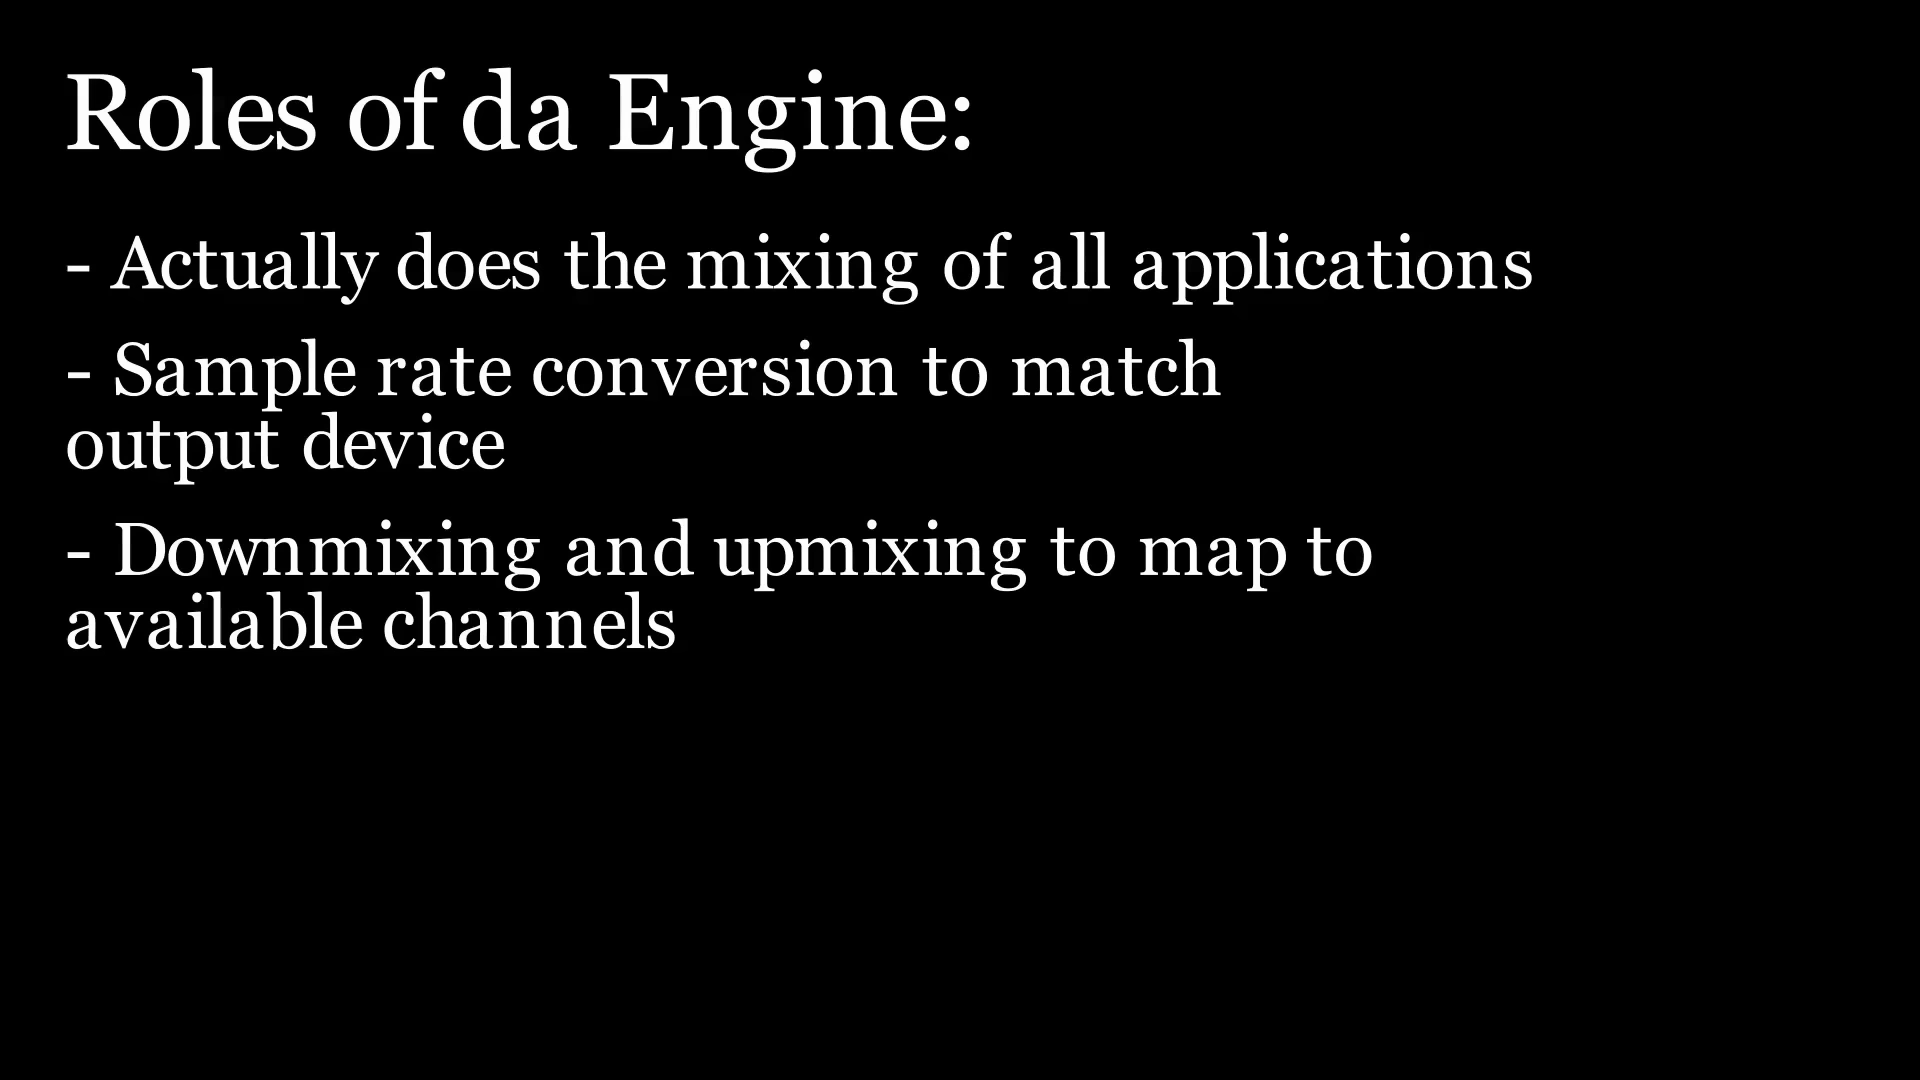 Roles of da Engine:
- Actually does the mixing of all applications
- Sample rate conversion to match
output device
- Downmixing and upmixing to map to
available channels